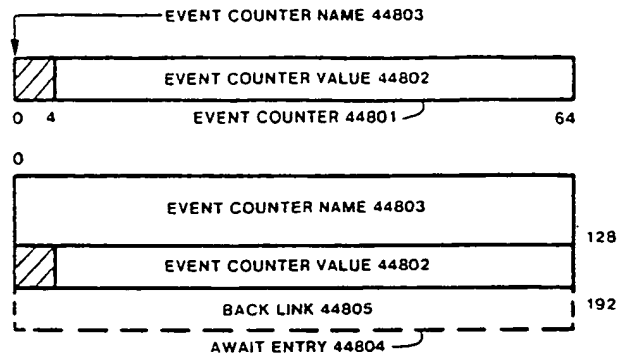 EVENT COUNTER NAME 44803
EVENT COUNTER VALUE 44802
0 4 EVENT COUNTER 44801 64
0
EVENT COUNTER NAME 44803
128
EVENT COUNTER VALUE 44802
BACK LINK 44805 192
AWAIT ENTRY 44804